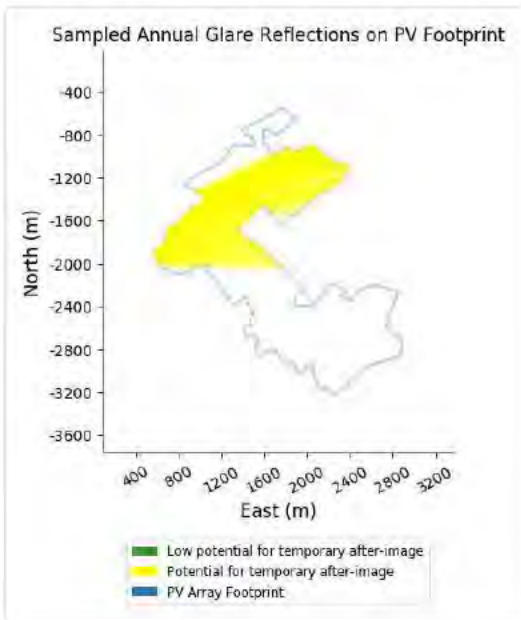 Sampled Annual Glare Reflections on PV Footprint
-400
-800
-1200
-1600
-2000
-2400
-2800
-3200
-3600
North (m)
400
800
1200
1600
2000
2400
2800
3200
East (m)
Low potential for temporary after-image
Potential for temporary after-image
PV Array Footprint